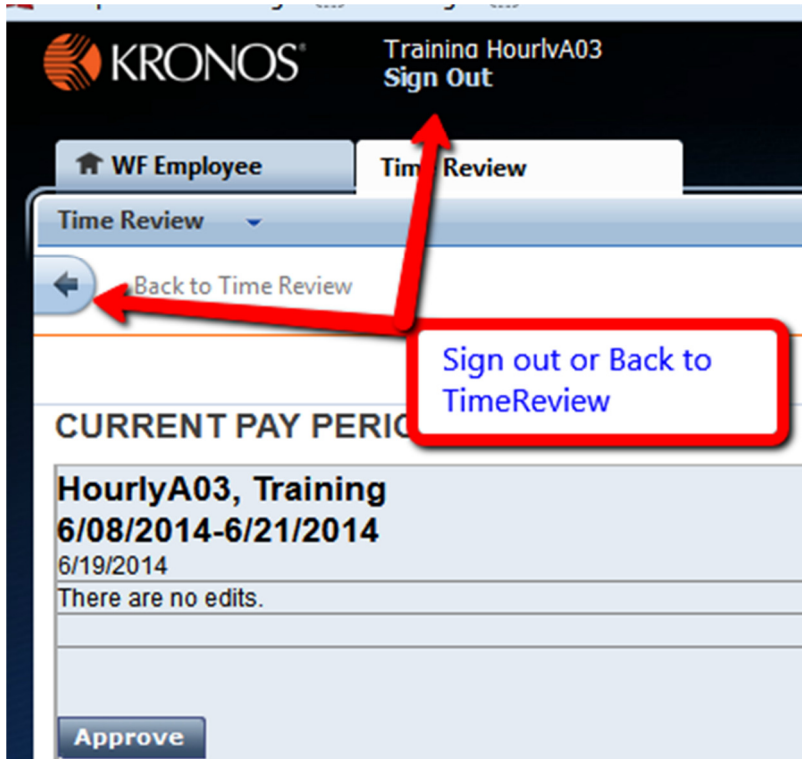 KRONOS
Training HourlyA03
Sign Out
WF Employee
Time Review
Time Review
Back to Time Review
Sign out or Back to
TimeReview
CURRENT PAY
HourlyA03, Training
6/08/2014-6/21/2014
6/19/2014
There are no edits.
Approve